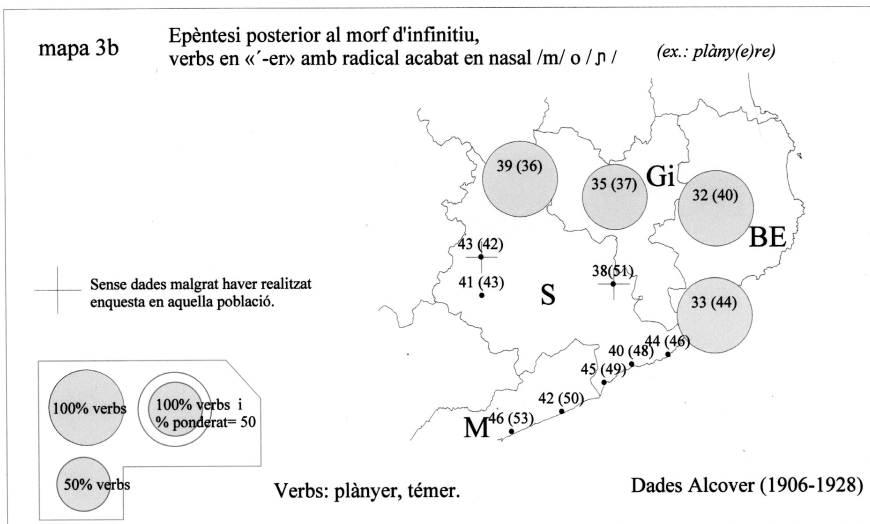 mapa 3b
Epèntesi posterior al morf d'infinitiu,
verbs en «´-er» amb radical acabat en nasal /m/ o / ɲ /
(ex.: plàny(e)re)
39 (36)
35 (37)
Gi
32 (40)
BE
43 (42)
38(51)
41 (43)
S
33 (44)
44 (46)
40 (48)
45 (49)
42 (50)
M
46 (53)
Sense dades malgrat haver realitzat
enquesta en aquella població.
100% verbs
100% verbs i
% ponderat= 50
50% verbs
Verbs: plànyer, témer.
Dades Alcover (1906-1928)